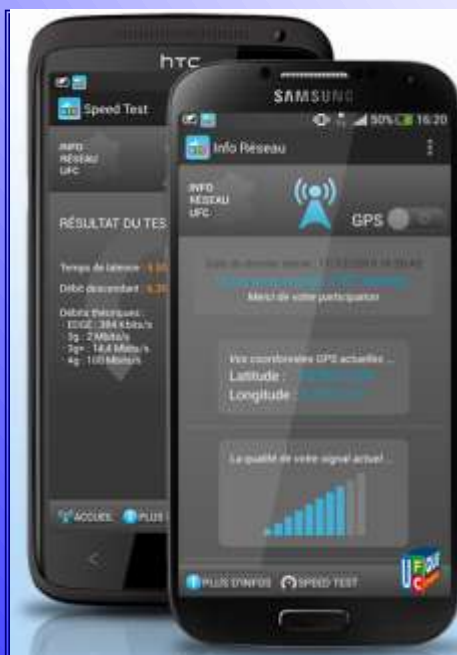 hTC
Speed Test
INFO
RÉSEAU
UFC
RÉSULTAT DU TES
Temps de latence :
Débit descendant :
Débits théoriques :
- EDGE : 384 Kbits/s
- 3g : 2 Mbits/s
- 3g+ : 14,4 Mbits/s
- 4g : 100 Mbits/s
ACCUEIL
PLUS
SAMSUNG
50% 16:20
Info Réseau
INFO
RÉSEAU
UFC
GPS
Merci de votre participation
Vos coordonnées GPS actuelles ...
Latitude :
Longitude :
La qualité de votre signal actuel ...
PLUS D'INFOS SPEED TEST
UFC QUE